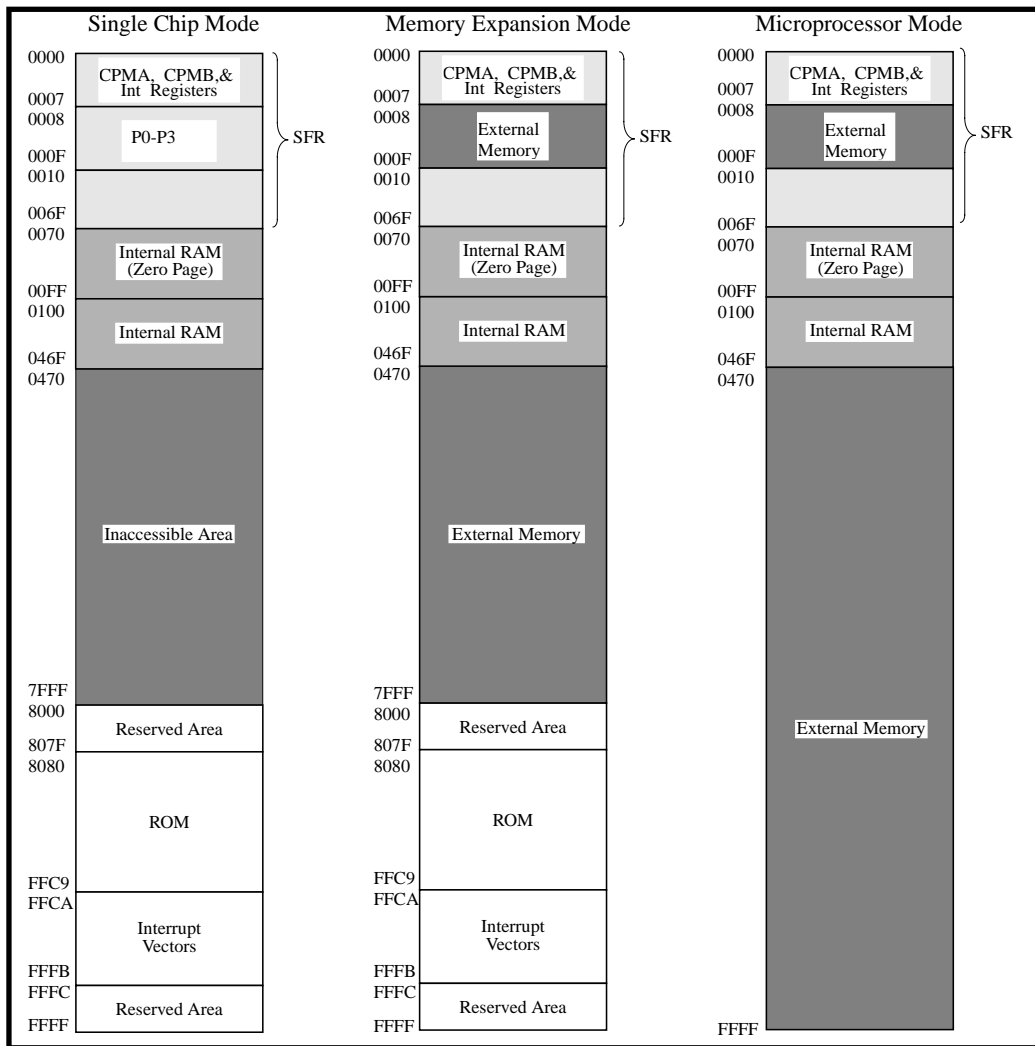 Single Chip Mode
0000
CPMA, CPMB,&
Int Registers
0007
0008
P0-P3
000F
0010
006F
SFR
0070
Internal RAM
(Zero Page)
00FF
0100
Internal RAM
046F
0470
Inaccessible Area
7FFF
8000
Reserved Area
807F
8080
ROM
FFC9
FFCA
Interrupt
Vectors
FFFB
FFFC
Reserved Area
FFFF
Memory Expansion Mode
0000
CPMA, CPMB,&
Int Registers
0007
0008
External
Memory
000F
0010
006F
SFR
0070
Internal RAM
(Zero Page)
00FF
0100
Internal RAM
046F
0470
External Memory
7FFF
8000
Reserved Area
807F
8080
ROM
FFC9
FFCA
Interrupt
Vectors
FFFB
FFFC
Reserved Area
FFFF
Microprocessor Mode
0000
CPMA, CPMB,&
Int Registers
0007
0008
External
Memory
000F
0010
006F
SFR
0070
Internal RAM
(Zero Page)
00FF
0100
Internal RAM
046F
0470
External Memory
FFFF